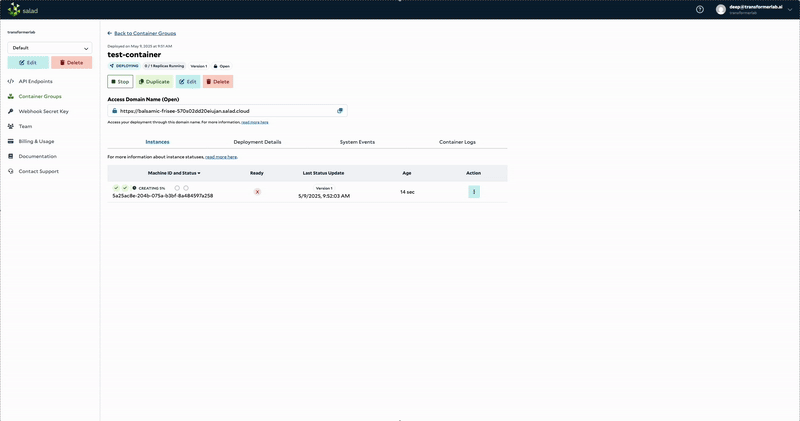 salad
deep@transformerlab.ai
transformerlab
transformerlab
Default
Edit
Delete
API Endpoints
Container Groups
Webhook Secret Key
Team
Billing & Usage
Documentation
Contact Support
Back to Container Groups
Deployed on May 9, 2025 at 9:51 AM
test-container
DEPLOYING
0 / 1 Replicas Running
Version 1
Open
Stop
Duplicate
Edit
Delete
Access Domain Name (Open)
https://balsamic-frisee-570x02dd20eiujan.salad.cloud
Access your deployment through this domain name. For more information, read more here
Instances
Deployment Details
System Events
Container Logs
For more information about instance statuses, read more here.
Machine ID and Status
Ready
Last Status Update
Age
Action
CREATING 3%
5a25ac8e-204b-075a-b3bf-8a484597a258
Version 1
5/9/2025, 9:52:03 AM
14 sec